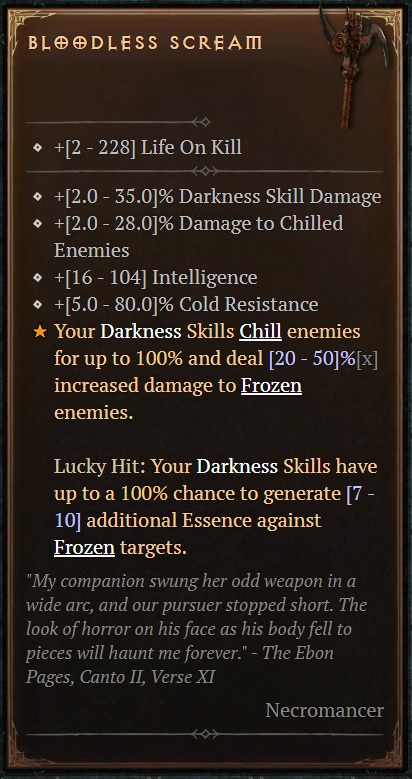 BLOODLESS SCREAM
+[2 - 228] Life On Kill
+[2.0 - 35.0]% Darkness Skill Damage
+[2.0 - 28.0]% Damage to Chilled
Enemies
+[16 - 104] Intelligence
+[5.0 - 80.0]% Cold Resistance
Your Darkness Skills Chill enemies
for up to 100% and deal [20 - 50]%[x]
increased damage to Frozen
enemies.
Lucky Hit: Your Darkness Skills have
up to a 100% chance to generate [7 -
10] additional Essence against
Frozen targets.
"My companion swung her odd weapon in a
wide arc, and our pursuer stopped short. The
look of horror on his face as his body fell to
pieces will haunt me forever." - The Ebon
Pages, Canto II, Verse XI
Necromancer